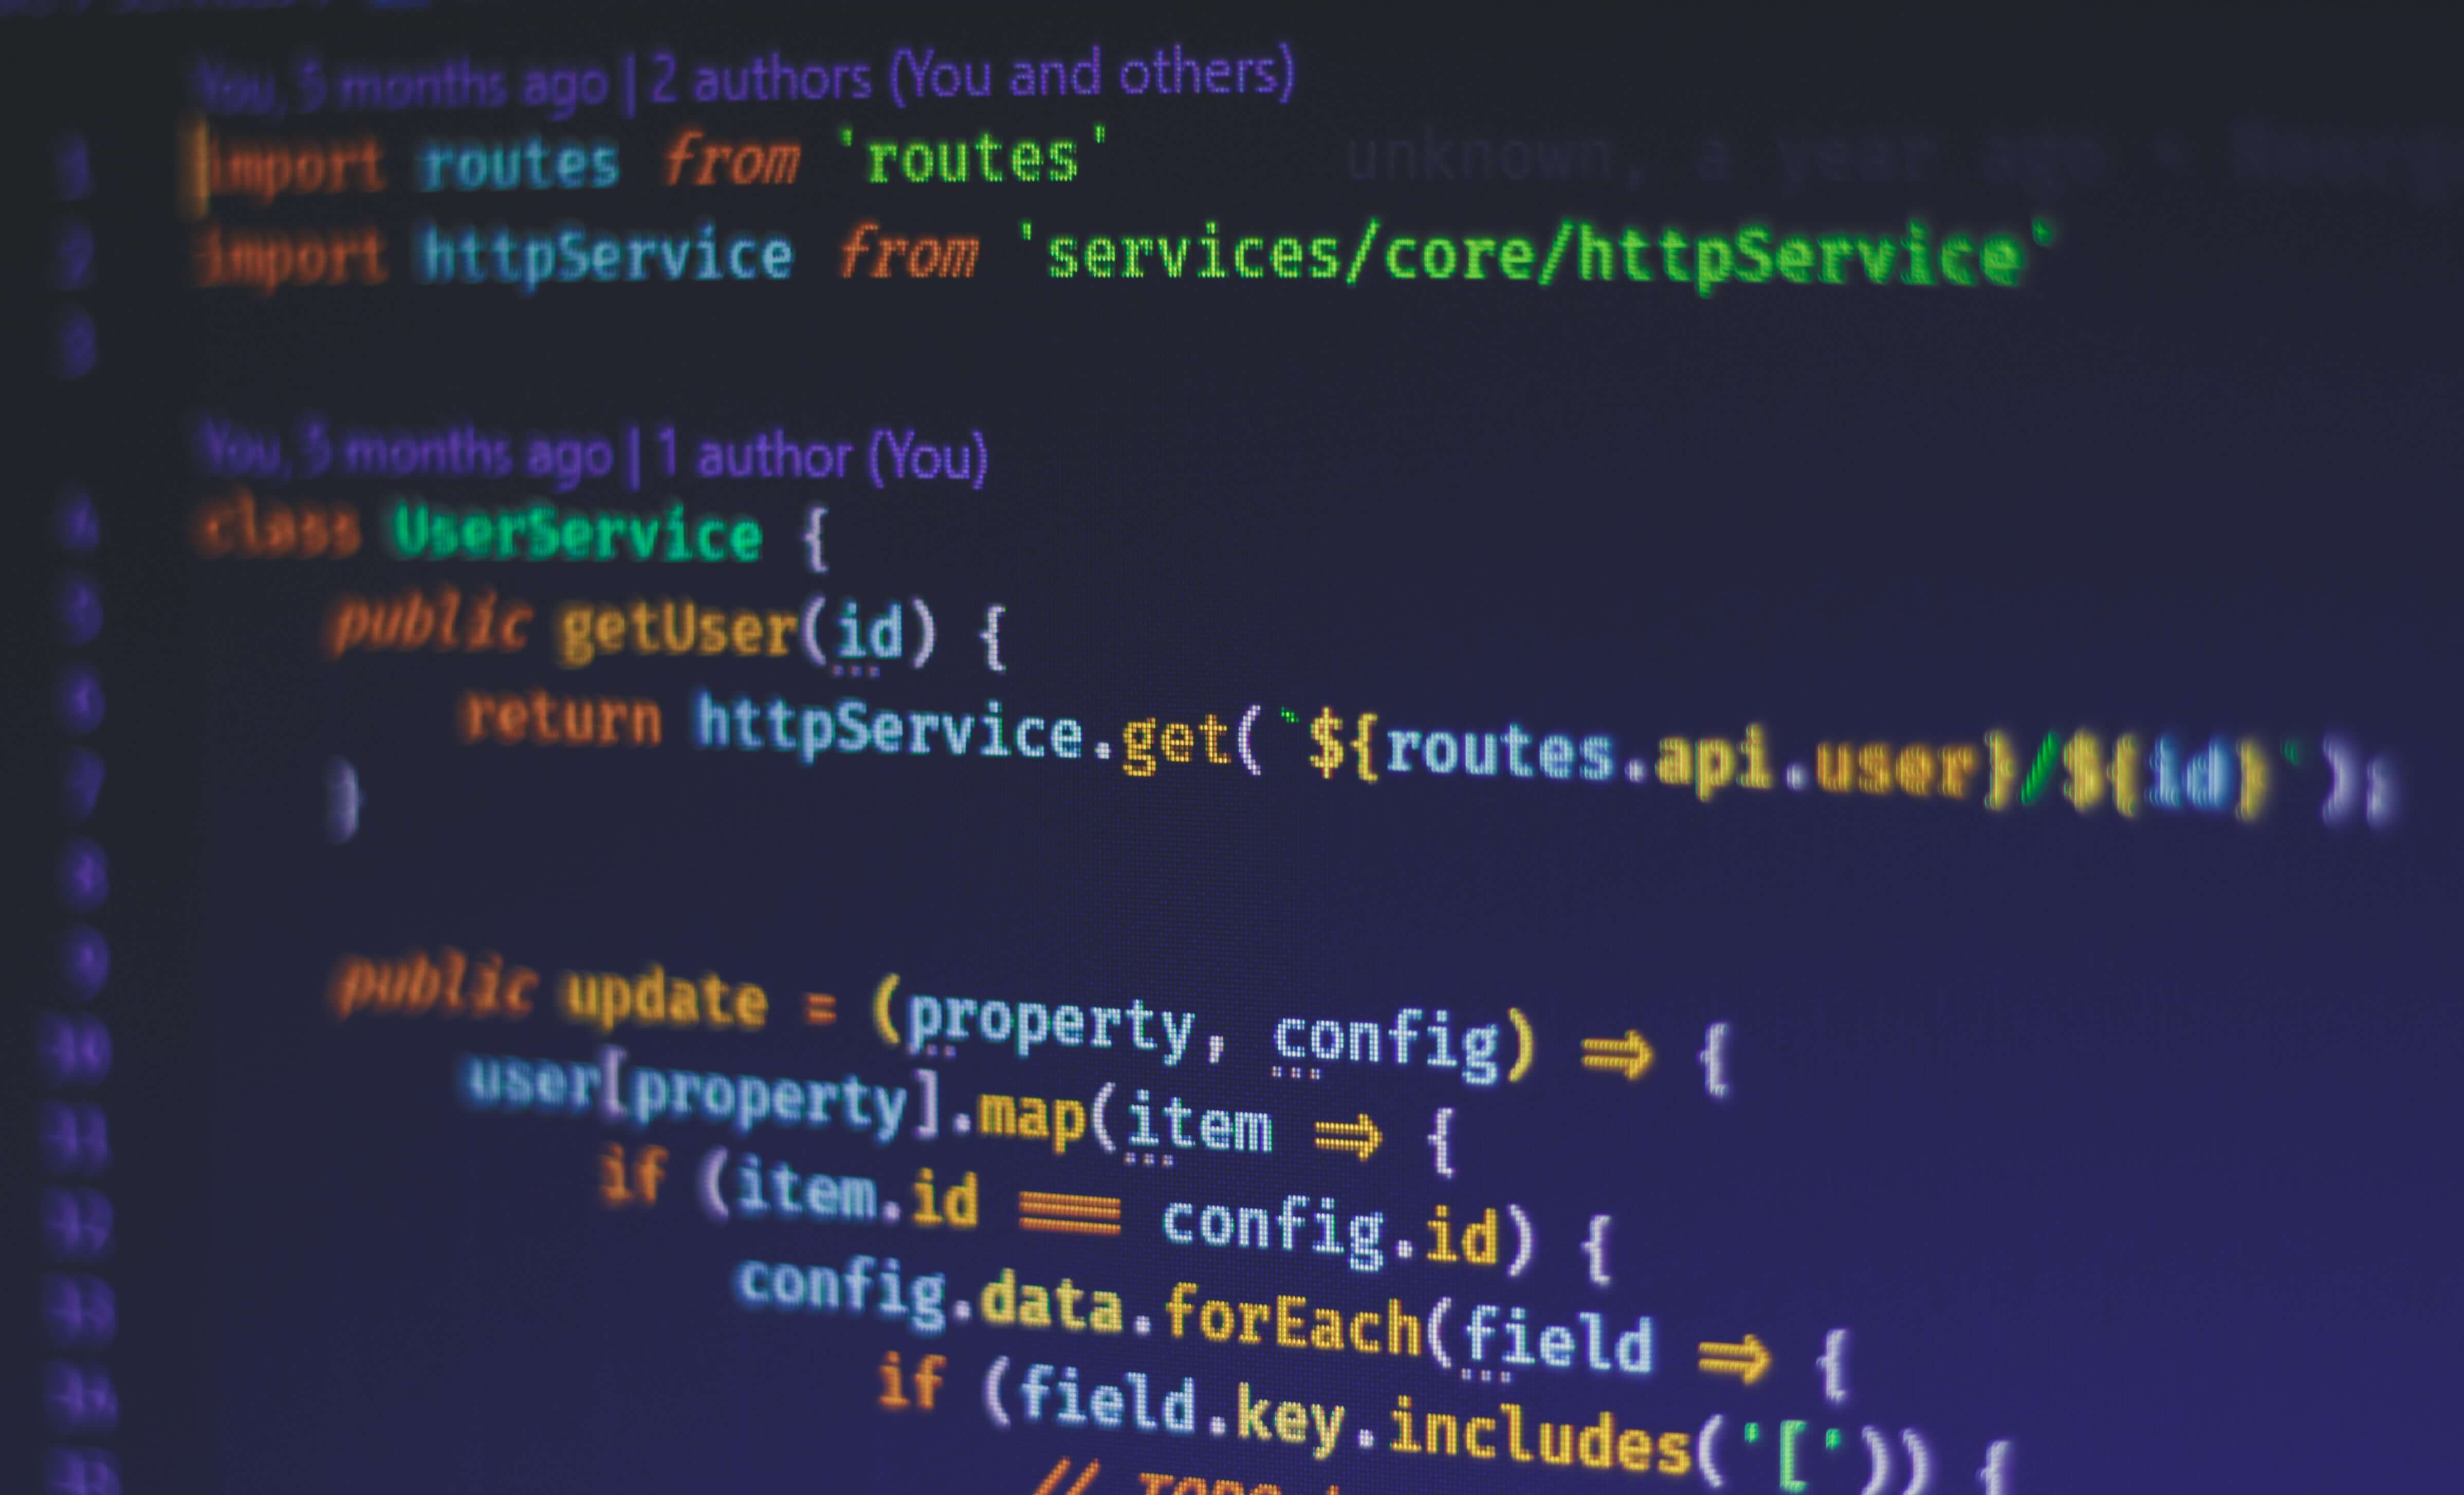 You, 5 months ago | 2 authors (You and others)
1 import routes from 'routes' unknown, a year ago •
2 import httpService from 'services/core/httpService'
3
You, 5 months ago | 1 author (You)
4 class UserService {
5 public getUser(id) {
6 return httpService.get(`${routes.api.user}/${id}`);
7 }
8
9
public update = (property, config) => {
10 user[property].map(item => {
11 if (item.id === config.id) {
12 config.data.forEach(field => {
13 if (field.key.includes('[')) {
14 // TODO
15